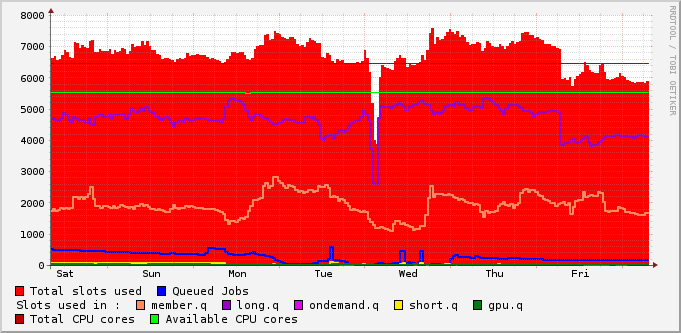 8000
7000
6000
5000
4000
3000
2000
1000
0
Sat Sun Mon Tue Wed Thu Fri
RRDTOOL / TOBI OETIKER
Total slots used Queued Jobs
Slots used in : member.q long.q ondemand.q short.q gpu.q
Total CPU cores Available CPU cores